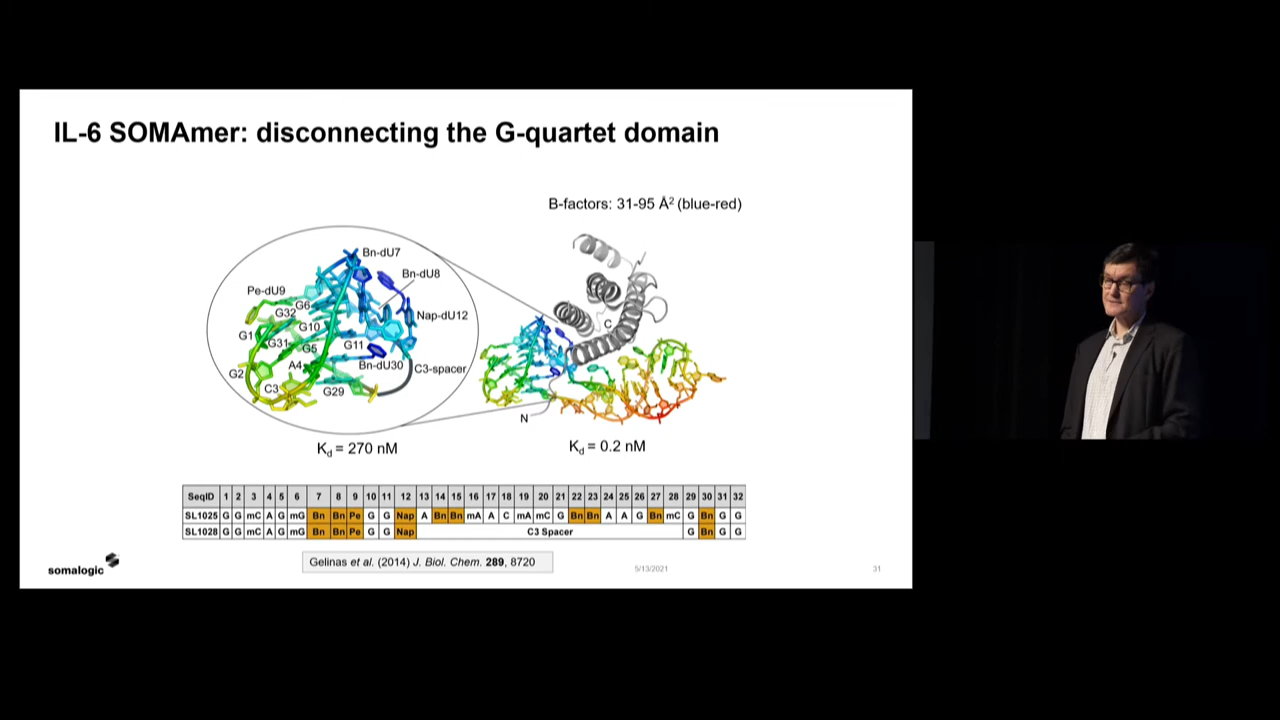 IL-6 SOMAmer: disconnecting the G-quartet domain
B-factors: 31-95 Å² (blue-red)
Bn-dU7
Bn-dU8
Pe-dU9
G6
G32
Nap-dU12
G10
G1
G31
G5
G11
C
A4
Bn-dU30
C3-spacer
G2
C3
G29
N
Kd = 270 nM
Kd = 0.2 nM
SeqID 1 2 3 4 5 6 7 8 9 10 11 12 13 14 15 16 17 18 19 20 21 22 23 24 25 26 27 28 29 30 31 32
SL1025 G G mC A G mG Bn Bn Pe G G Nap A Bn Bn mA A C mA mC G Bn Bn A A G Bn mC G Bn G G
SL1028 G G mC A G mG Bn Bn Pe G G Nap C3 Spacer G Bn G G
Gelinas et al. (2014) J. Biol. Chem. 289, 8720
somalogic
5/13/2021
31